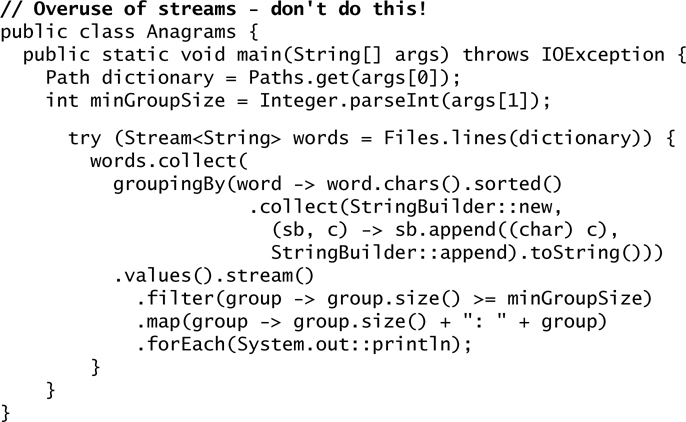 // Overuse of streams - don't do this!
public class Anagrams {
  public static void main(String[] args) throws IOException {
    Path dictionary = Paths.get(args[0]);
    int minGroupSize = Integer.parseInt(args[1]);

      try (Stream<String> words = Files.lines(dictionary)) {
        words.collect(
          groupingBy(word -> word.chars().sorted()
                      .collect(StringBuilder::new,
                        (sb, c) -> sb.append((char) c),
                        StringBuilder::append).toString()))
          .values().stream()
            .filter(group -> group.size() >= minGroupSize)
            .map(group -> group.size() + ": " + group)
            .forEach(System.out::println);
        }
    }
}